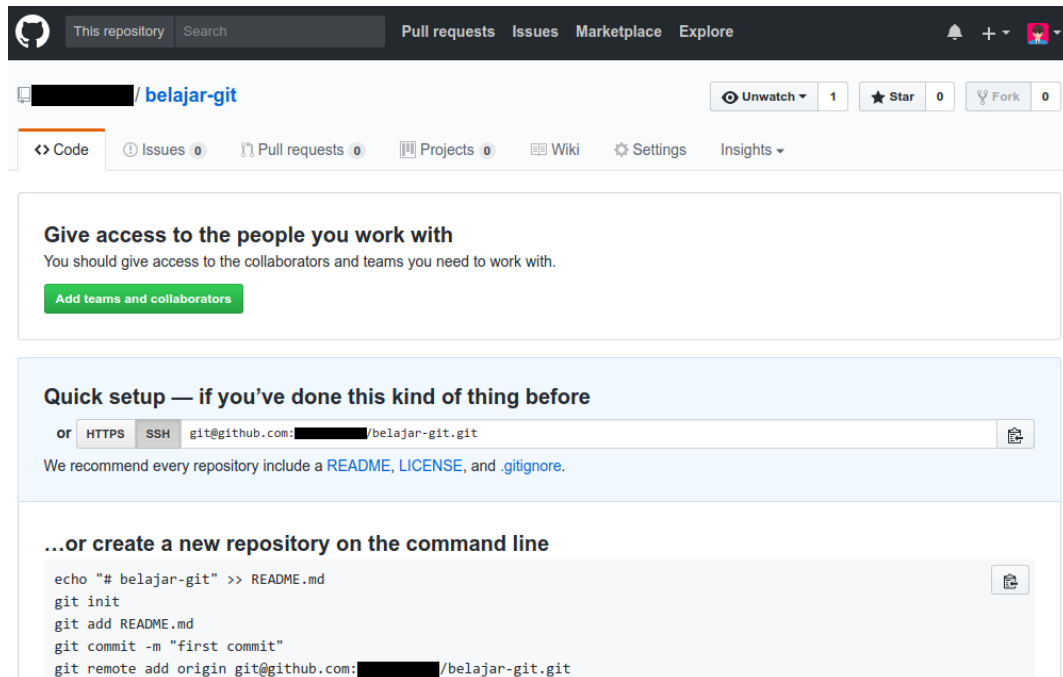 This repository Search Pull requests Issues Marketplace Explore
/ belajar-git Unwatch 1 Star 0 Fork 0
Code Issues 0 Pull requests 0 Projects 0 Wiki Settings Insights
Give access to the people you work with
You should give access to the collaborators and teams you need to work with.
Add teams and collaborators
Quick setup — if you’ve done this kind of thing before
or HTTPS SSH git@github.com: /belajar-git.git
We recommend every repository include a README, LICENSE, and .gitignore.
…or create a new repository on the command line
echo "# belajar-git" >> README.md
git init
git add README.md
git commit -m "first commit"
git remote add origin git@github.com: /belajar-git.git